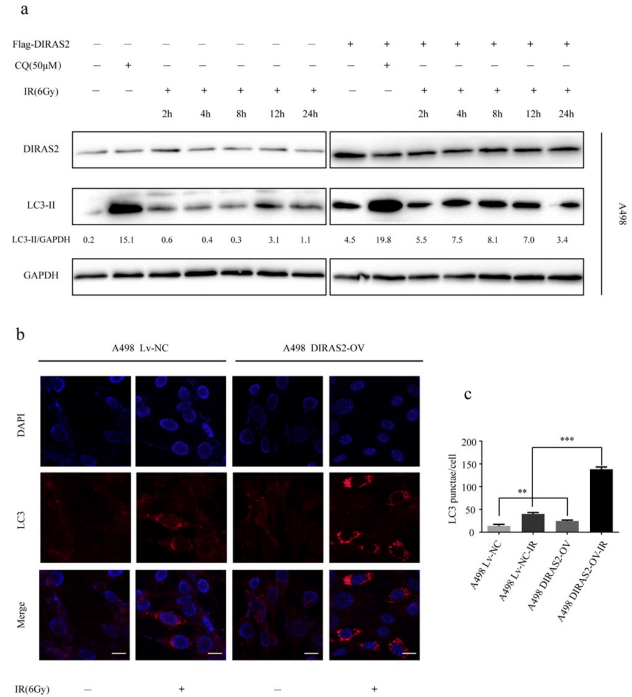 a
Flag-DIRAS2 – – – – – – – + + + + + + +
CQ(50μM) – + +
IR(6Gy) – – + + + + + – – + + + + +
2h 4h 8h 12h 24h 2h 4h 8h 12h 24h
DIRAS2
LC3-II
LC3-II/GAPDH 0.2 15.1 0.6 0.4 0.3 3.1 1.1 4.5 19.8 5.5 7.5 8.1 7.0 3.4
GAPDH
A498
b
A498 Lv-NC A498 DIRAS2-OV
DAPI
LC3
Merge
IR(6Gy) – + – +
c
LC3 punctae/cell
200
150
100
50
0
**
***
A498 Lv-NC
A498 Lv-NC-IR
A498 DIRAS2-OV
A498 DIRAS2-OV-IR